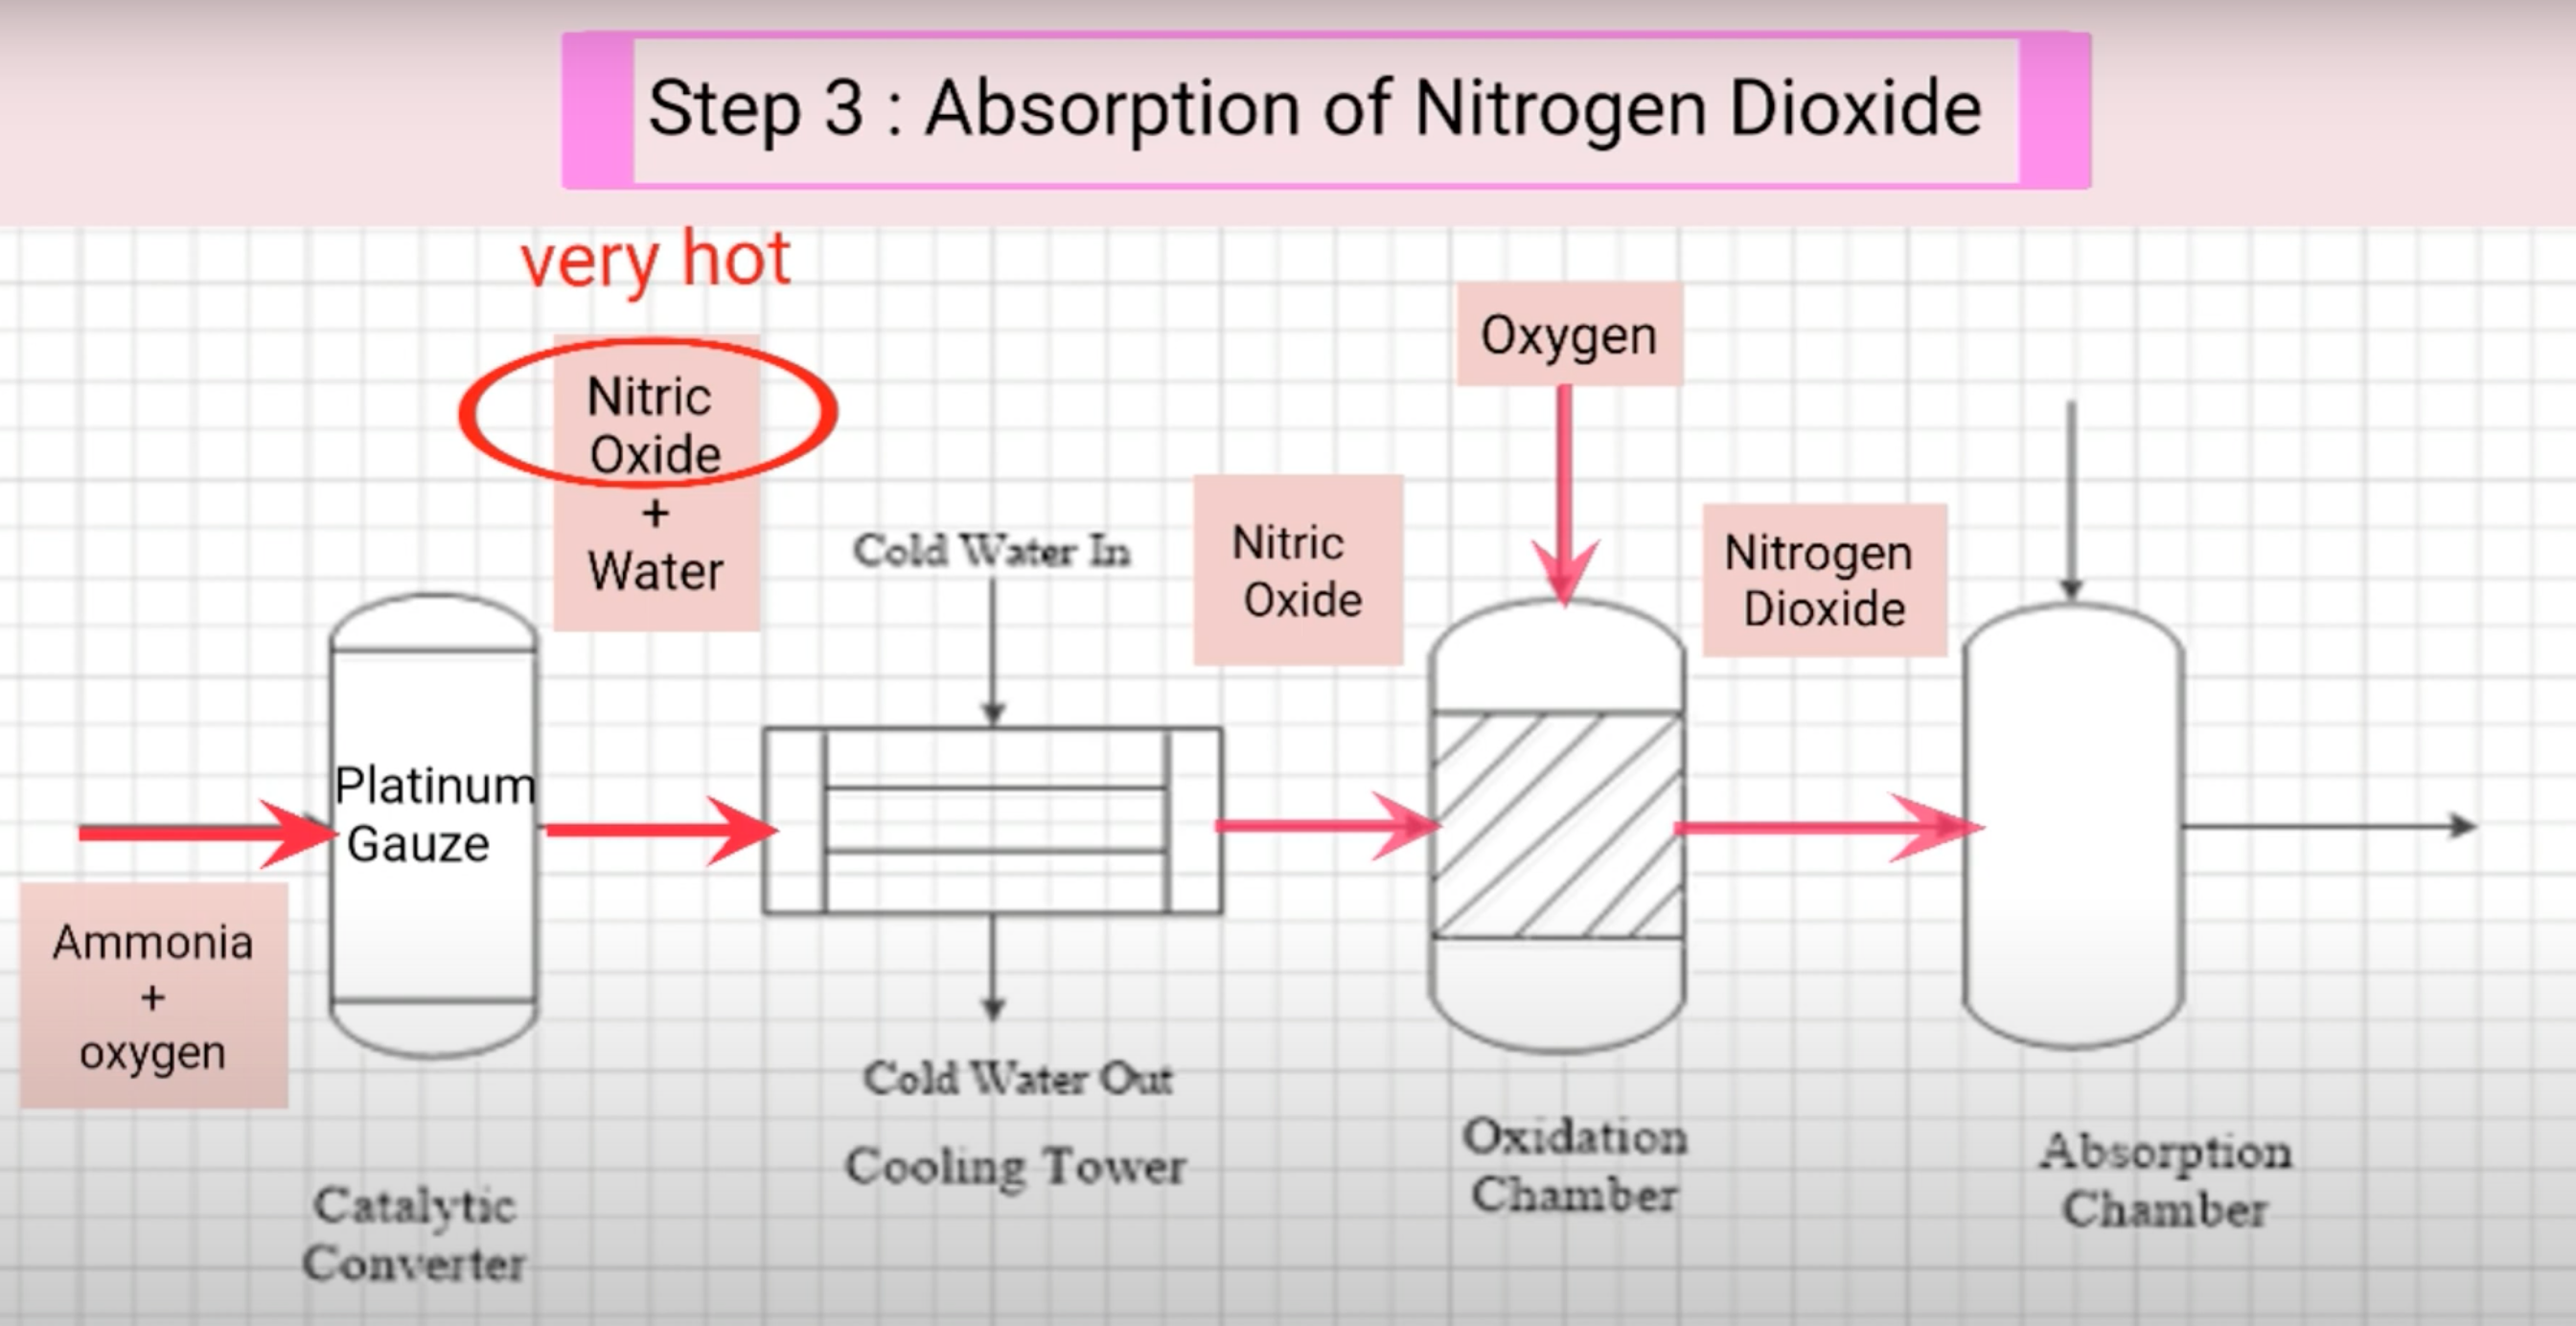 Step 3 : Absorption of Nitrogen Dioxide
very hot
Nitric
Oxide
+
Water
Oxygen
Cold Water In
Nitric
Oxide
Nitrogen
Dioxide
Platinum
Gauze
Ammonia
+
oxygen
Cold Water Out
Cooling Tower
Oxidation
Chamber
Absorption
Chamber
Catalytic
Converter